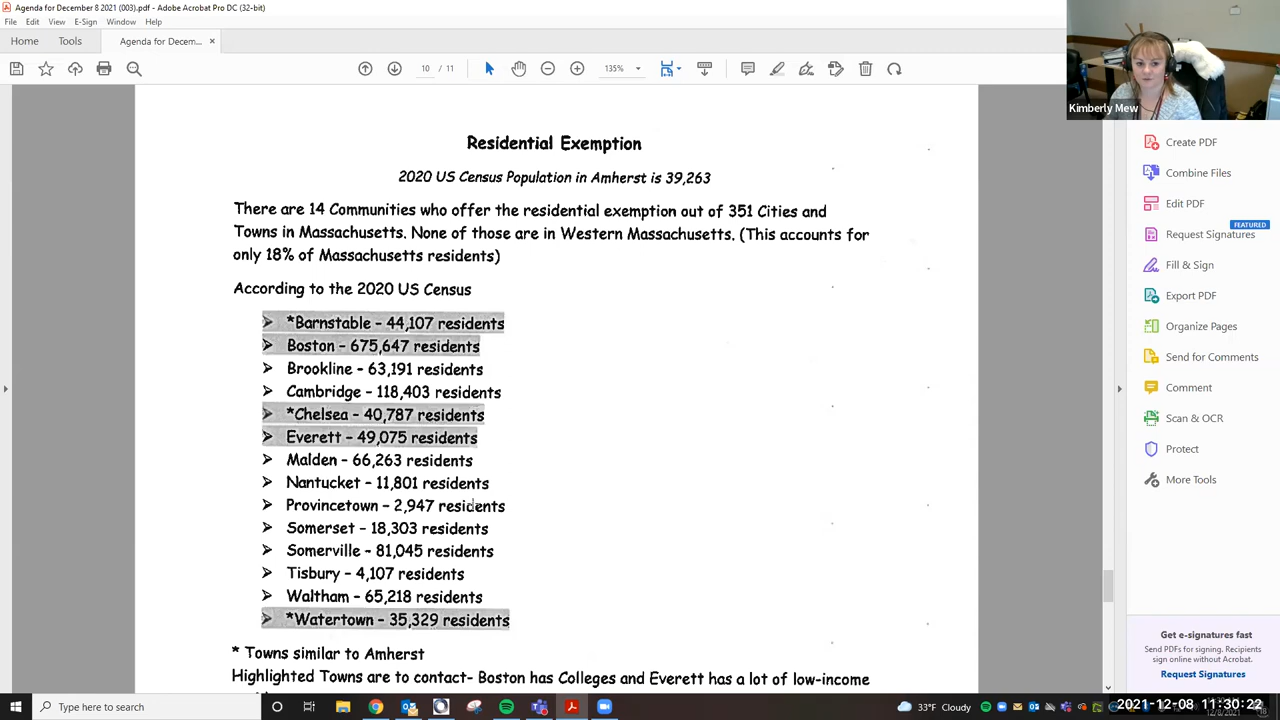 Agenda for December 8 2021 (003).pdf - Adobe Acrobat Pro DC (32-bit)
File Edit View E-Sign Window Help
Home Tools Agenda for Decem... ×
10 / 11 135%
Kimberly Mew
Residential Exemption
2020 US Census Population in Amherst is 39,263
There are 14 Communities who offer the residential exemption out of 351 Cities and
Towns in Massachusetts. None of those are in Western Massachusetts. (This accounts for
only 18% of Massachusetts residents)
According to the 2020 US Census
➢ *Barnstable - 44,107 residents
➢ Boston - 675,647 residents
➢ Brookline - 63,191 residents
➢ Cambridge - 118,403 residents
➢ *Chelsea - 40,787 residents
➢ Everett - 49,075 residents
➢ Malden - 66,263 residents
➢ Nantucket - 11,801 residents
➢ Provincetown - 2,947 residents
➢ Somerset - 18,303 residents
➢ Somerville - 81,045 residents
➢ Tisbury - 4,107 residents
➢ Waltham - 65,218 residents
➢ *Watertown - 35,329 residents
* Towns similar to Amherst
Highlighted Towns are to contact- Boston has Colleges and Everett has a lot of low-income
Create PDF
Combine Files
Edit PDF
FEATURED
Request Signatures
Fill & Sign
Export PDF
Organize Pages
Send for Comments
Comment
Scan & OCR
Protect
More Tools
Get e-signatures fast
Send PDFs for signing. Recipients
sign online without Acrobat.
Request Signatures
Type here to search
33°F Cloudy
2021-12-08 11:30:22
12/8/2021